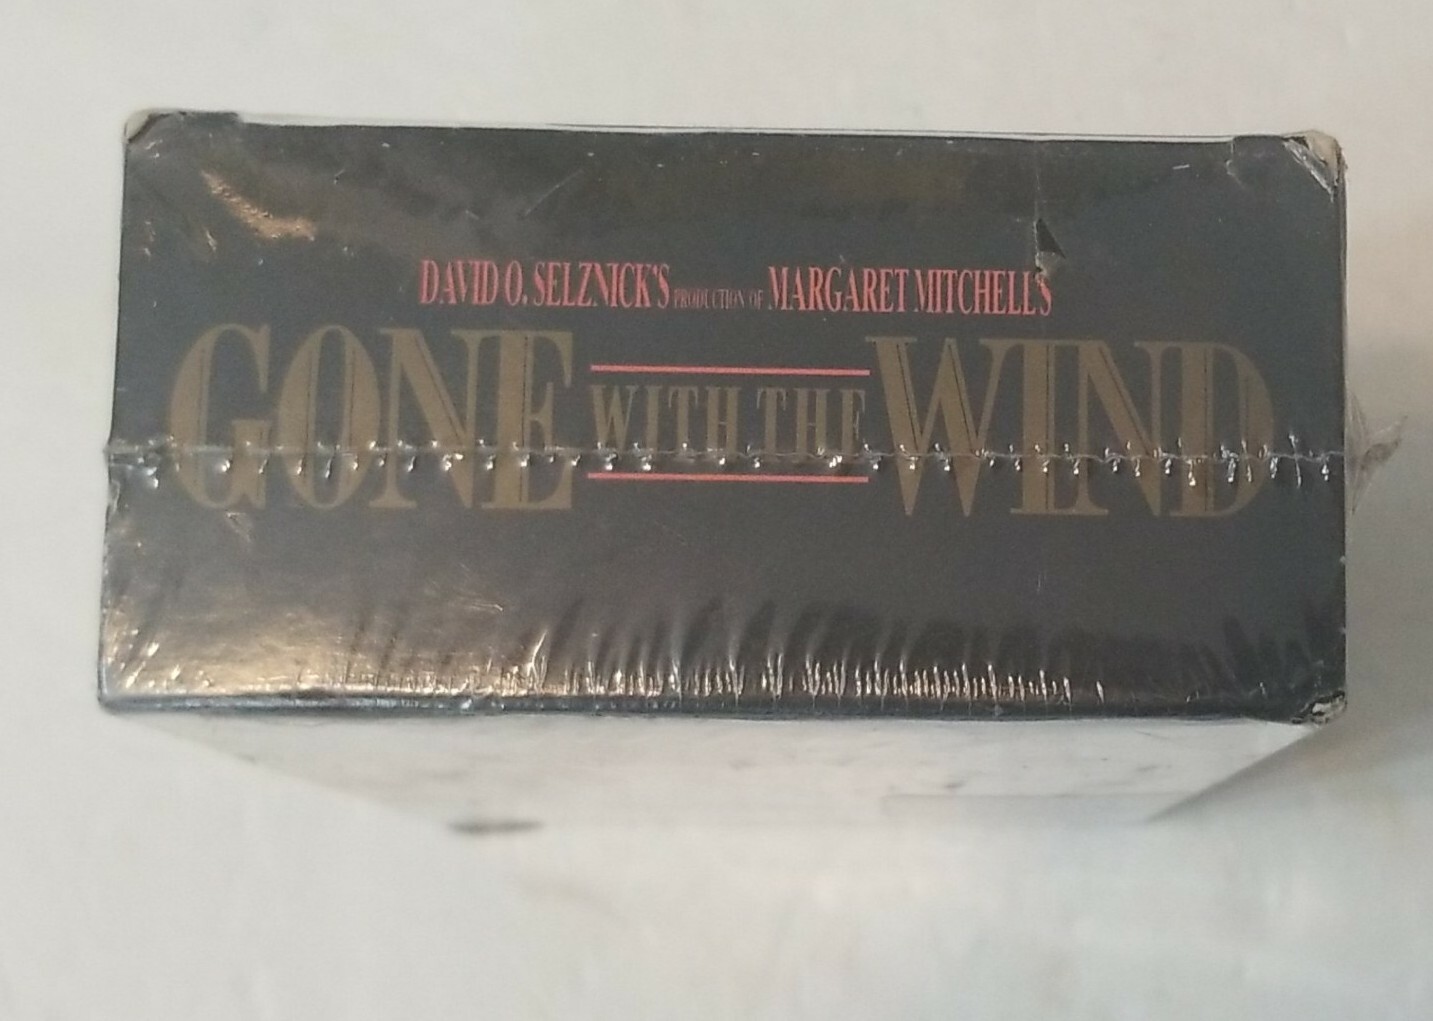 DAVID O. SELZNICK'S PRODUCTION OF MARGARET MITCHELL'S
GONE WITH THE WIND